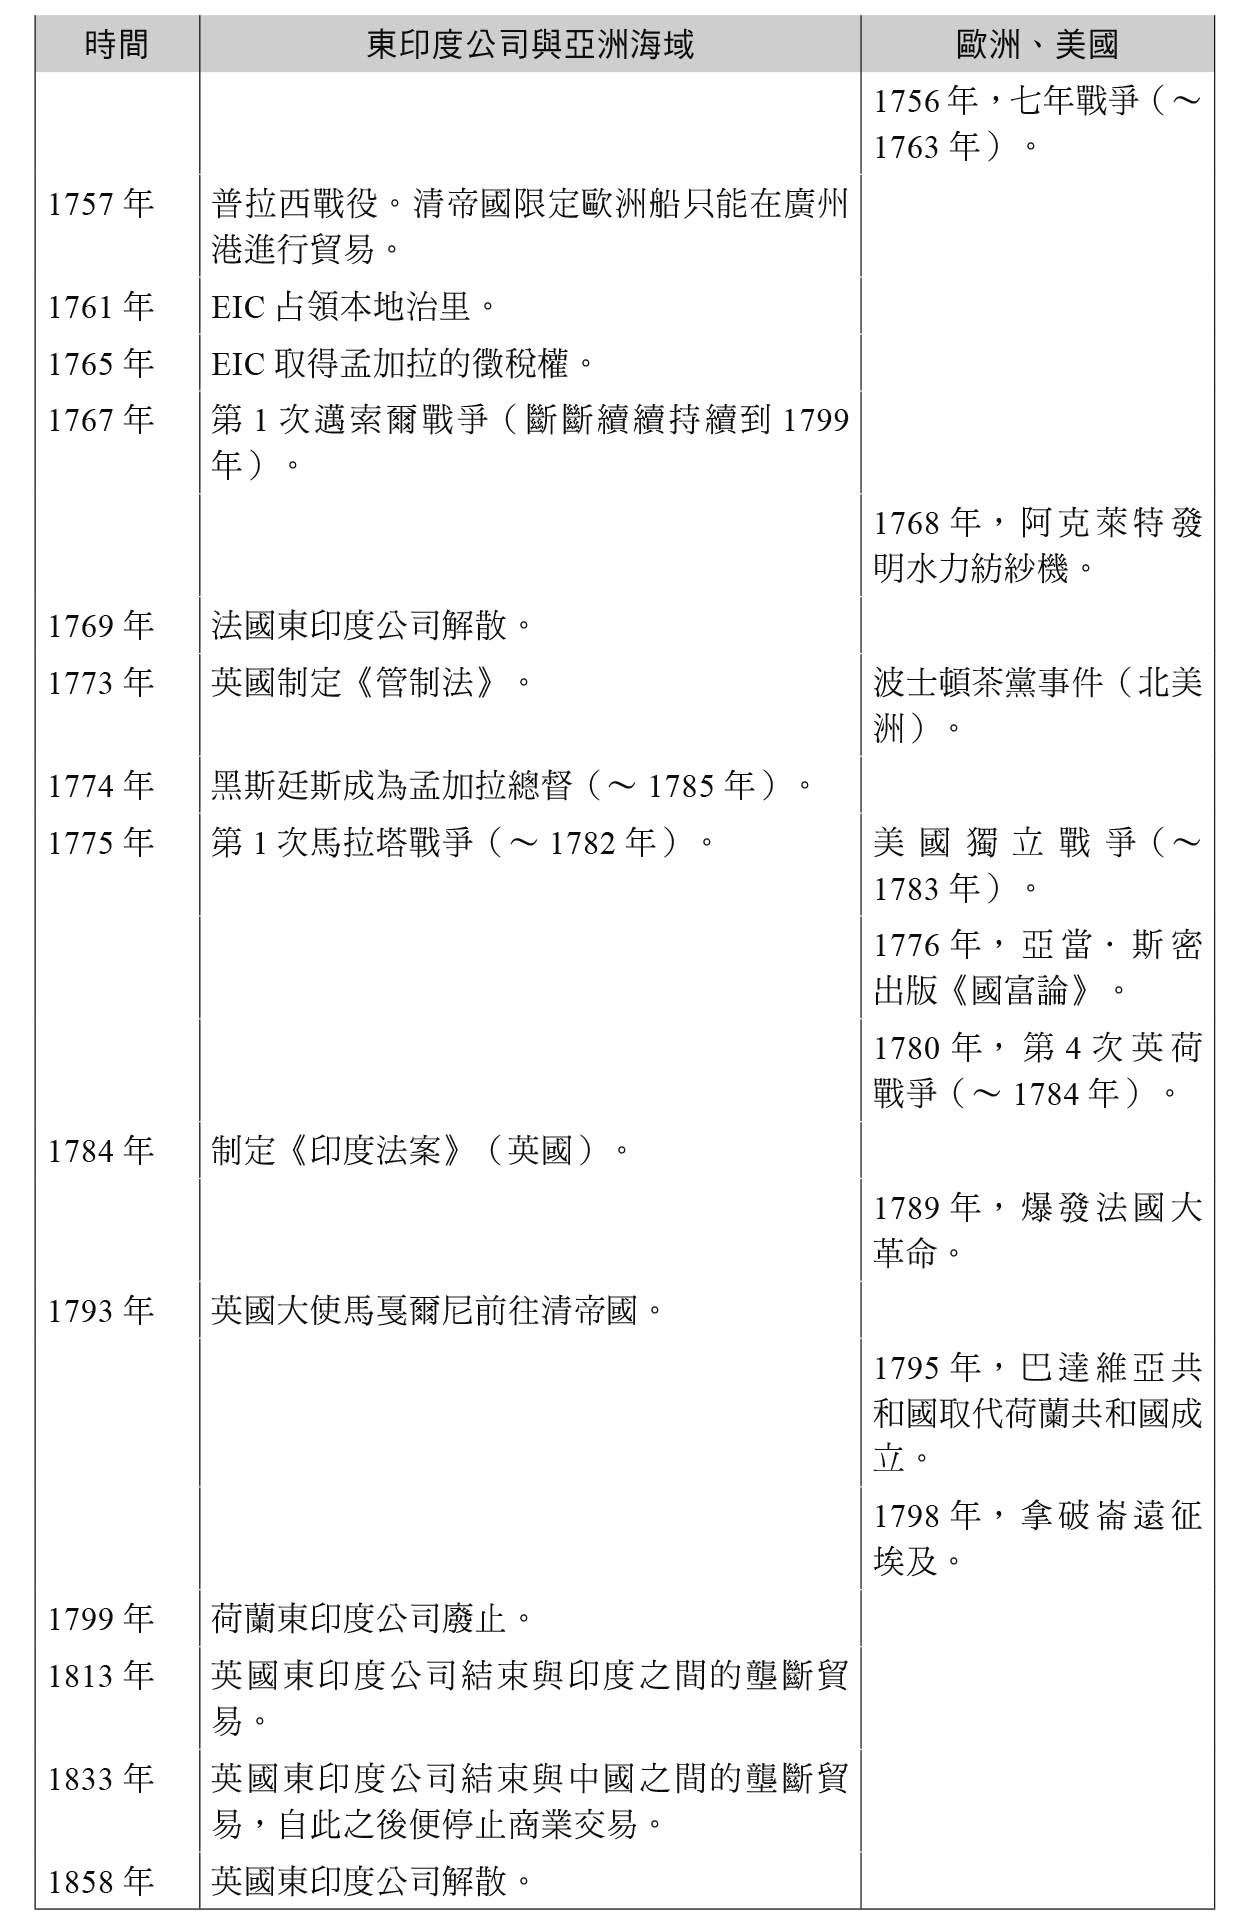 時間 東印度公司與亞洲海域 歐洲、美國
1756 年，七年戰爭（～
1763 年）。
1757 年 普拉西戰役。清帝國限定歐洲船只能在廣州
港進行貿易。
1761 年 EIC 占領本地治里。
1765 年 EIC 取得孟加拉的徵稅權。
1767 年 第 1 次邁索爾戰爭（斷斷續續持續到 1799
年）。
1768 年，阿克萊特發
明水力紡紗機。
1769 年 法國東印度公司解散。
1773 年 英國制定《管制法》。 波士頓茶黨事件（北美
洲）。
1774 年 黑斯廷斯成為孟加拉總督（～ 1785 年）。
1775 年 第 1 次馬拉塔戰爭（～ 1782 年）。 美國獨立戰爭（～
1783 年）。
1776 年，亞當．斯密
出版《國富論》。
1780 年，第 4 次英荷
戰爭（～ 1784 年）。
1784 年 制定《印度法案》（英國）。
1789 年，爆發法國大
革命。
1793 年 英國大使馬戛爾尼前往清帝國。
1795 年，巴達維亞共
和國取代荷蘭共和國成
立。
1798 年，拿破崙遠征
埃及。
1799 年 荷蘭東印度公司廢止。
1813 年 英國東印度公司結束與印度之間的壟斷貿
易。
1833 年 英國東印度公司結束與中國之間的壟斷貿
易，自此之後便停止商業交易。
1858 年 英國東印度公司解散。